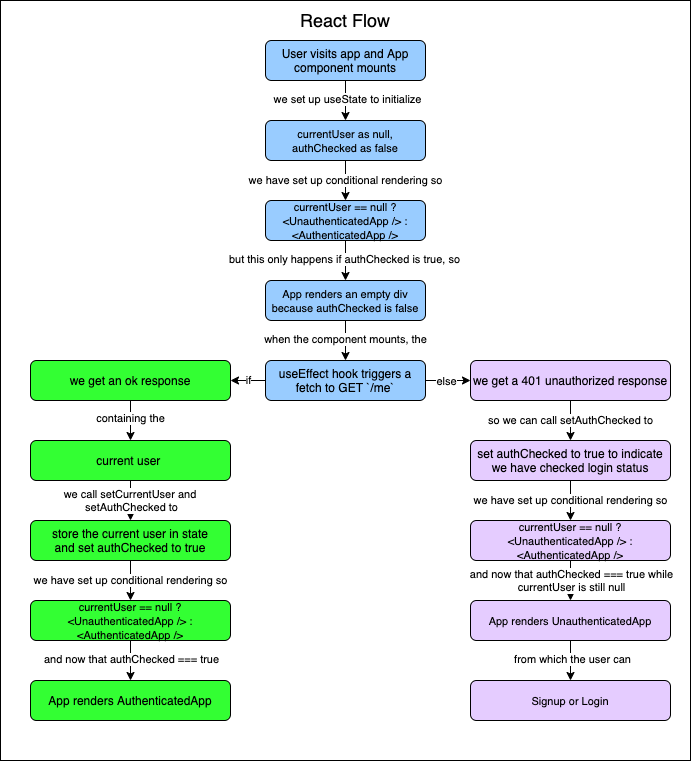 React Flow
User visits app and App
component mounts
we set up useState to initialize
currentUser as null,
authChecked as false
we have set up conditional rendering so
currentUser == null ?
<UnauthenticatedApp /> :
<AuthenticatedApp />
but this only happens if authChecked is true, so
App renders an empty div
because authChecked is false
when the component mounts, the
useEffect hook triggers a
fetch to GET `/me`
if
we get an ok response
containing the
current user
we call setCurrentUser and
setAuthChecked to
store the current user in state
and set authChecked to true
we have set up conditional rendering so
currentUser == null ?
<UnauthenticatedApp /> :
<AuthenticatedApp />
and now that authChecked === true
App renders AuthenticatedApp
else
we get a 401 unauthorized response
so we can call setAuthChecked to
set authChecked to true to indicate
we have checked login status
we have set up conditional rendering so
currentUser == null ?
<UnauthenticatedApp /> :
<AuthenticatedApp />
and now that authChecked === true while
currentUser is still null
App renders UnauthenticatedApp
from which the user can
Signup or Login